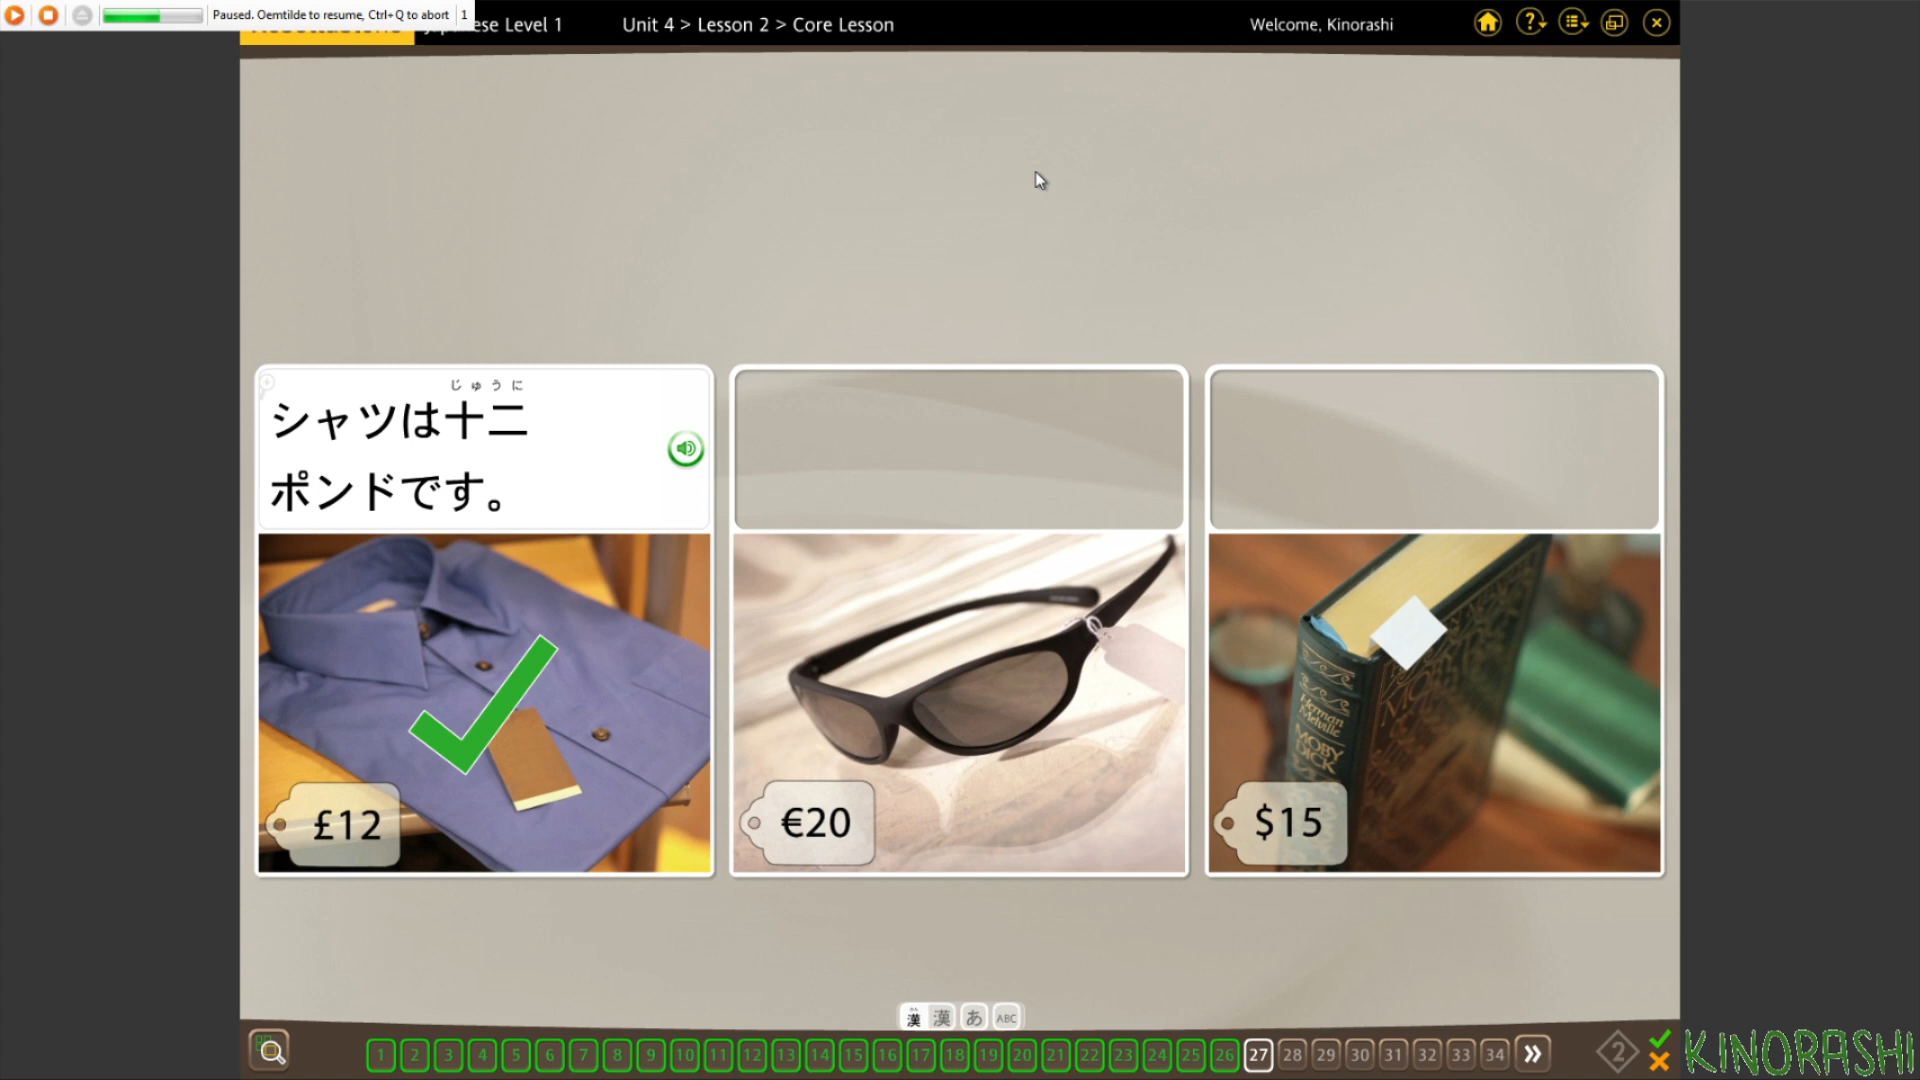 Paused. Oemtilde to resume, Ctrl+Q to abort
1
ese Level 1
Unit 4 > Lesson 2 > Core Lesson
Welcome, Kinorashi
じゅうに
シャツは十二
ポンドです。
£12
€20
$15
Herman
Melville
MOBY
DICK
漢 漢 あ ABC
1 2 3 4 5 6 7 8 9 10 11 12 13 14 15 16 17 18 19 20 21 22 23 24 25 26 27 28 29 30 31 32 33 34
2
KINORASHI